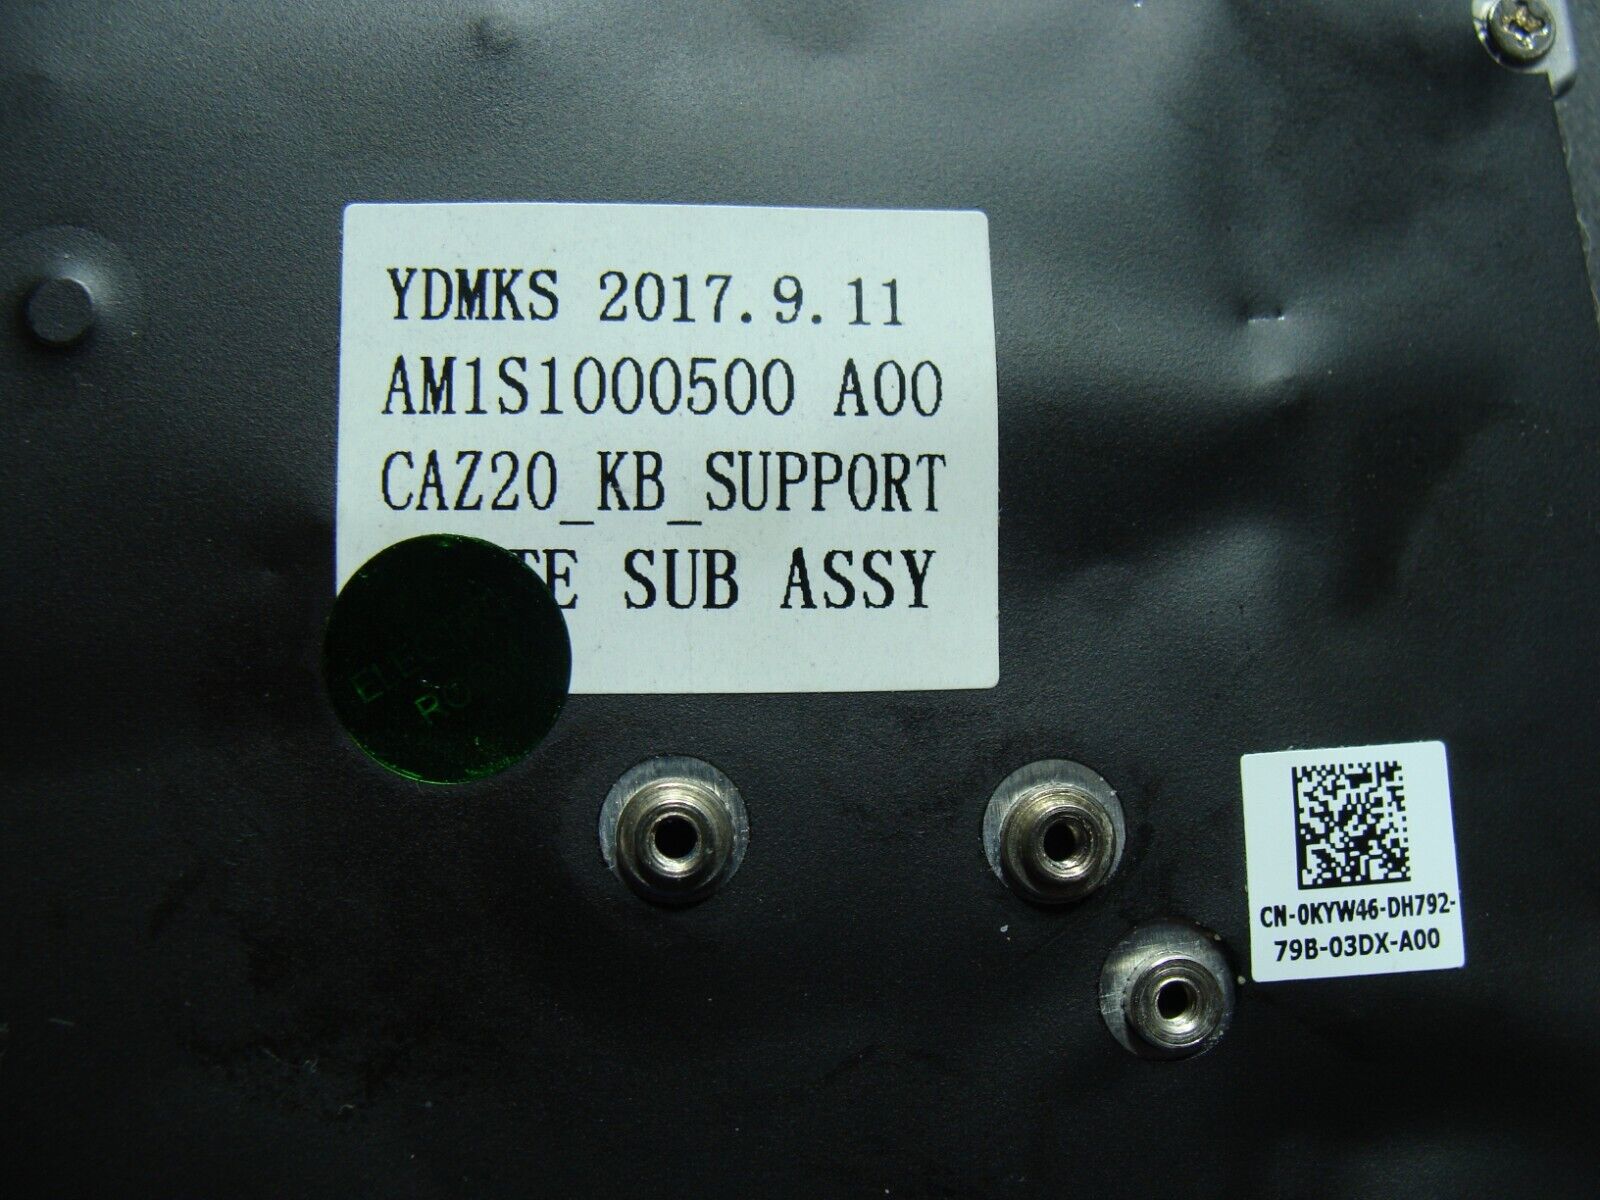 YDMKS 2017.9.11
AM1S1000500 A00
CAZ20_KB_SUPPORT
SUB ASSY
CN-0KYW46-DH792-
79B-03DX-A00